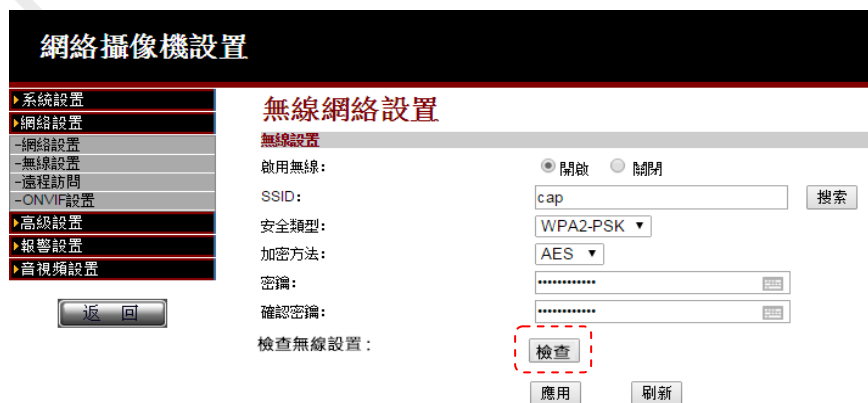 網絡攝像機設置
系統設置
網絡設置
-網絡設置
-無線設置
-遠程訪問
-ONVIF設置
高級設置
報警設置
音視頻設置
返 回
無線網絡設置
無線設置
啟用無線： 開啟 關閉
SSID： cap 搜索
安全類型： WPA2-PSK
加密方法： AES
密鑰： ••••••••••••
確認密鑰： ••••••••••••
檢查無線設置： 檢查
應用 刷新